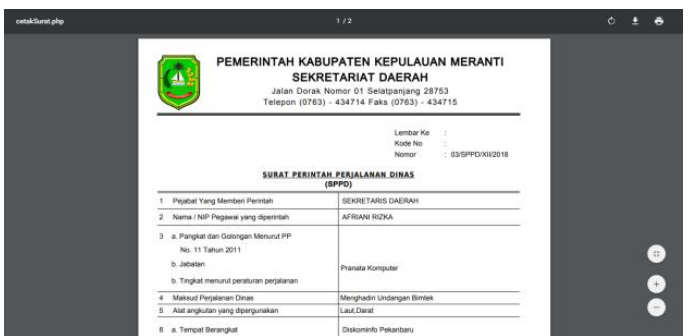 cetakSurat.php
1 / 2
PEMERINTAH KABUPATEN KEPULAUAN MERANTI
SEKRETARIAT DAERAH
Jalan Dorak Nomor 01 Selatpanjang 28753
Telepon (0763) - 434714 Faks (0763) - 434715
Lembar Ke :
Kode No :
Nomor : 03/SPPD/XII/2018
SURAT PERINTAH PERJALANAN DINAS
(SPPD)
1 Pejabat Yang Memberi Perintah SEKRETARIS DAERAH
2 Nama / NIP Pegawai yang diperintah AFRIANI RIZKA
3 a. Pangkat dan Golongan Menurut PP
No. 11 Tahun 2011
b. Jabatan
Pranata Komputer
b. Tingkat menurut peraturan perjalanan
4 Maksud Perjalanan Dinas Menghadiri Undangan Bimtek
5 Alat angkutan yang dipergunakan Laut,Darat
6 a. Tempat Berangkat Diskominfo Pekanbaru